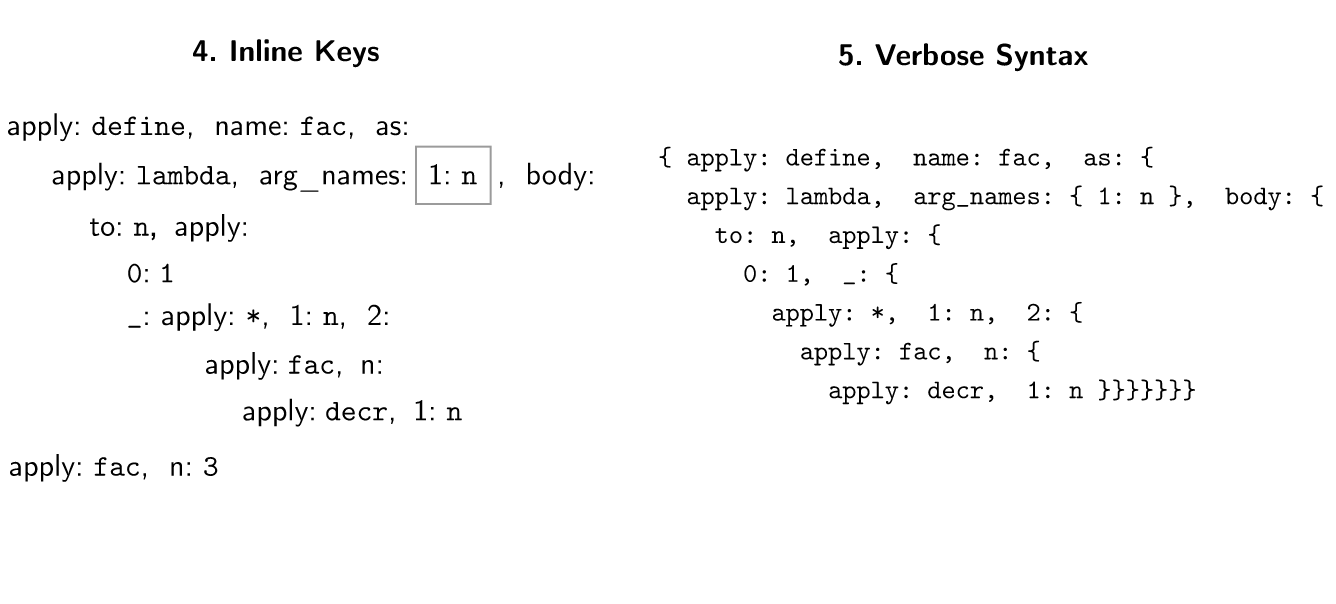 4. Inline Keys
apply: define, name: fac, as:
apply: lambda, arg_names: 1: n , body:
to: n, apply:
0: 1
_: apply: *, 1: n, 2:
apply: fac, n:
apply: decr, 1: n
apply: fac, n: 3
5. Verbose Syntax
{ apply: define, name: fac, as: {
apply: lambda, arg_names: { 1: n }, body: {
to: n, apply: {
0: 1, _: {
apply: *, 1: n, 2: {
apply: fac, n: {
apply: decr, 1: n }}}}}}}